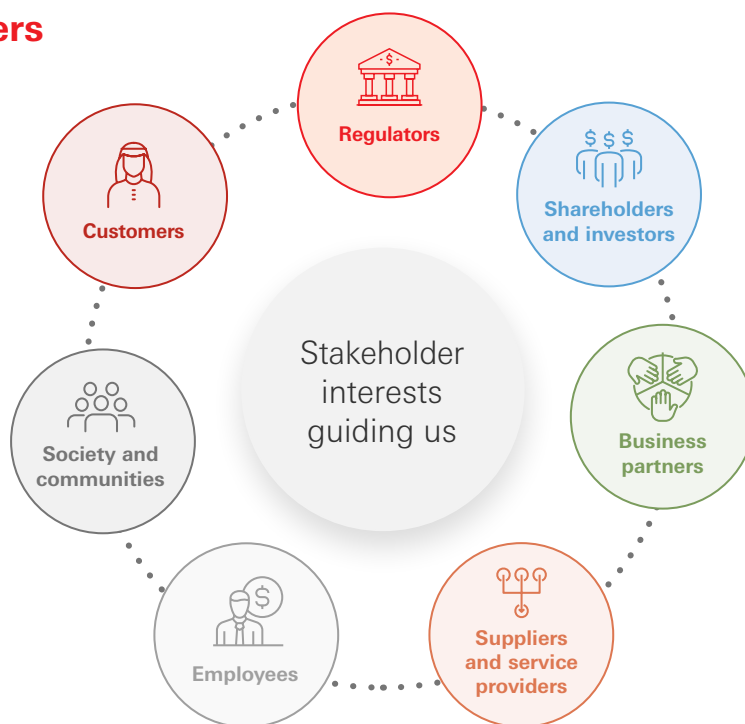 ers
Regulators
Shareholders
and investors
Business
partners
Suppliers
and service
providers
Employees
Society and
communities
Customers
Stakeholder
interests
guiding us